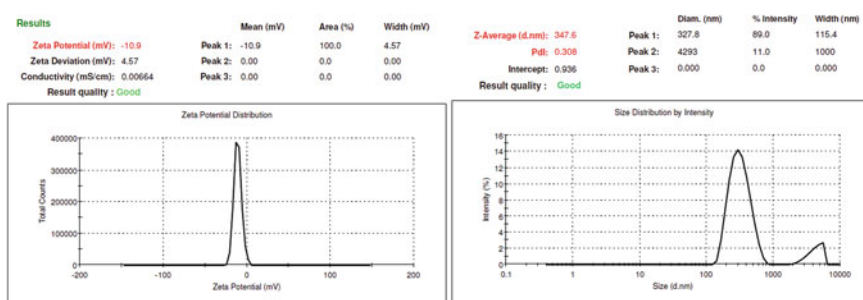 Results
Mean (mV) Area (%) Width (mV)
Zeta Potential (mV): -10.9 Peak 1: -10.9 100.0 4.57
Zeta Deviation (mV): 4.57 Peak 2: 0.00 0.0 0.00
Conductivity (mS/cm): 0.00664 Peak 3: 0.00 0.0 0.00
Result quality : Good
Zeta Potential Distribution
Total Counts
400000
300000
200000
100000
0
-200 -100 0 100 200
Zeta Potential (mV)
Diam. (nm) % Intensity Width (nm)
Z-Average (d.nm): 347.6 Peak 1: 327.8 89.0 115.4
PdI: 0.308 Peak 2: 4293 11.0 1000
Intercept: 0.936 Peak 3: 0.000 0.0 0.000
Result quality : Good
Size Distribution by Intensity
Intensity (%)
16
14
12
10
8
6
4
2
0
0.1 1 10 100 1000 10000
Size (d.nm)